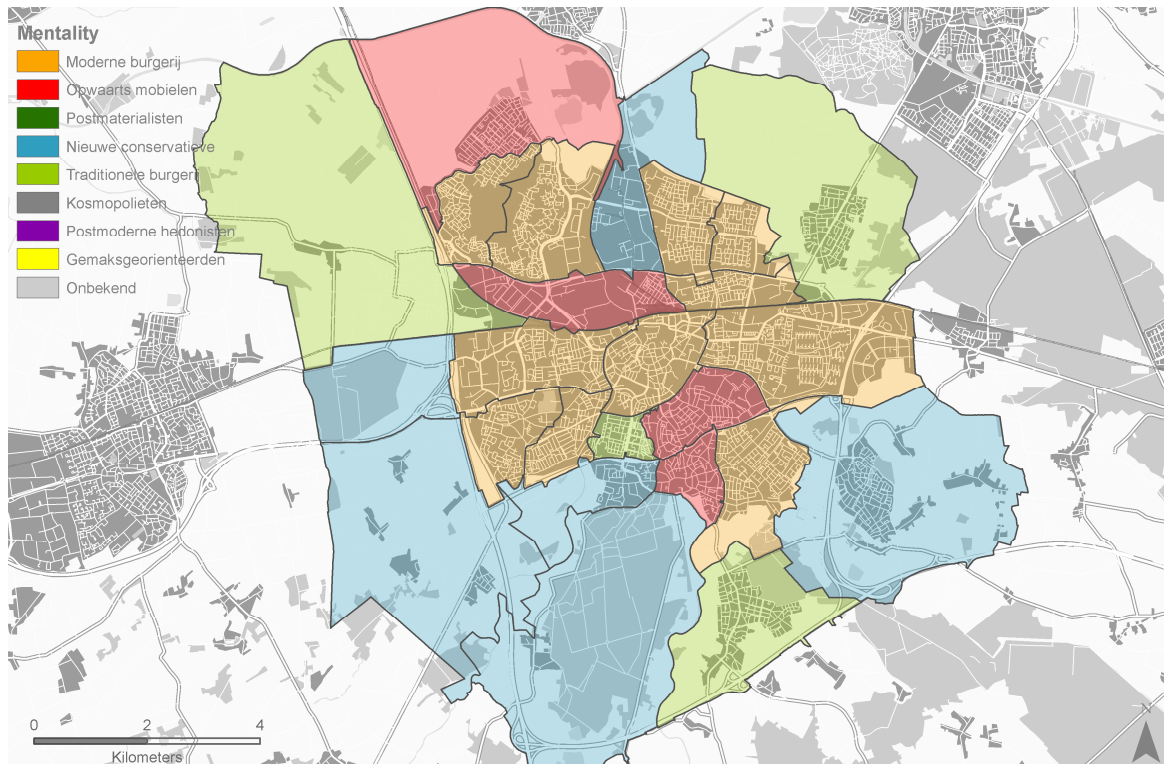 Mentality
Moderne burgerij
Opwaarts mobielen
Postmaterialisten
Nieuwe conservatieve
Traditionele burgerij
Kosmopolieten
Postmoderne hedonisten
Gemaksgeorienteerden
Onbekend
0 2 4
Kilometers
N